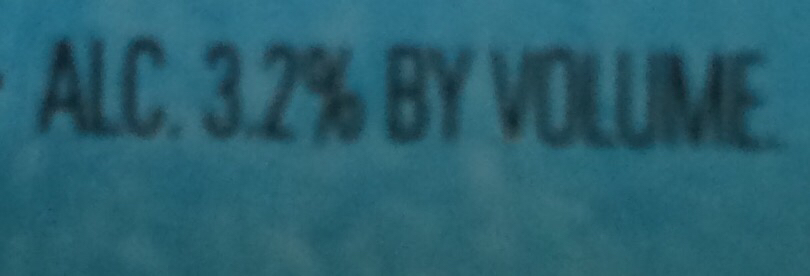 ALC. 3.2% BY VOLUME.